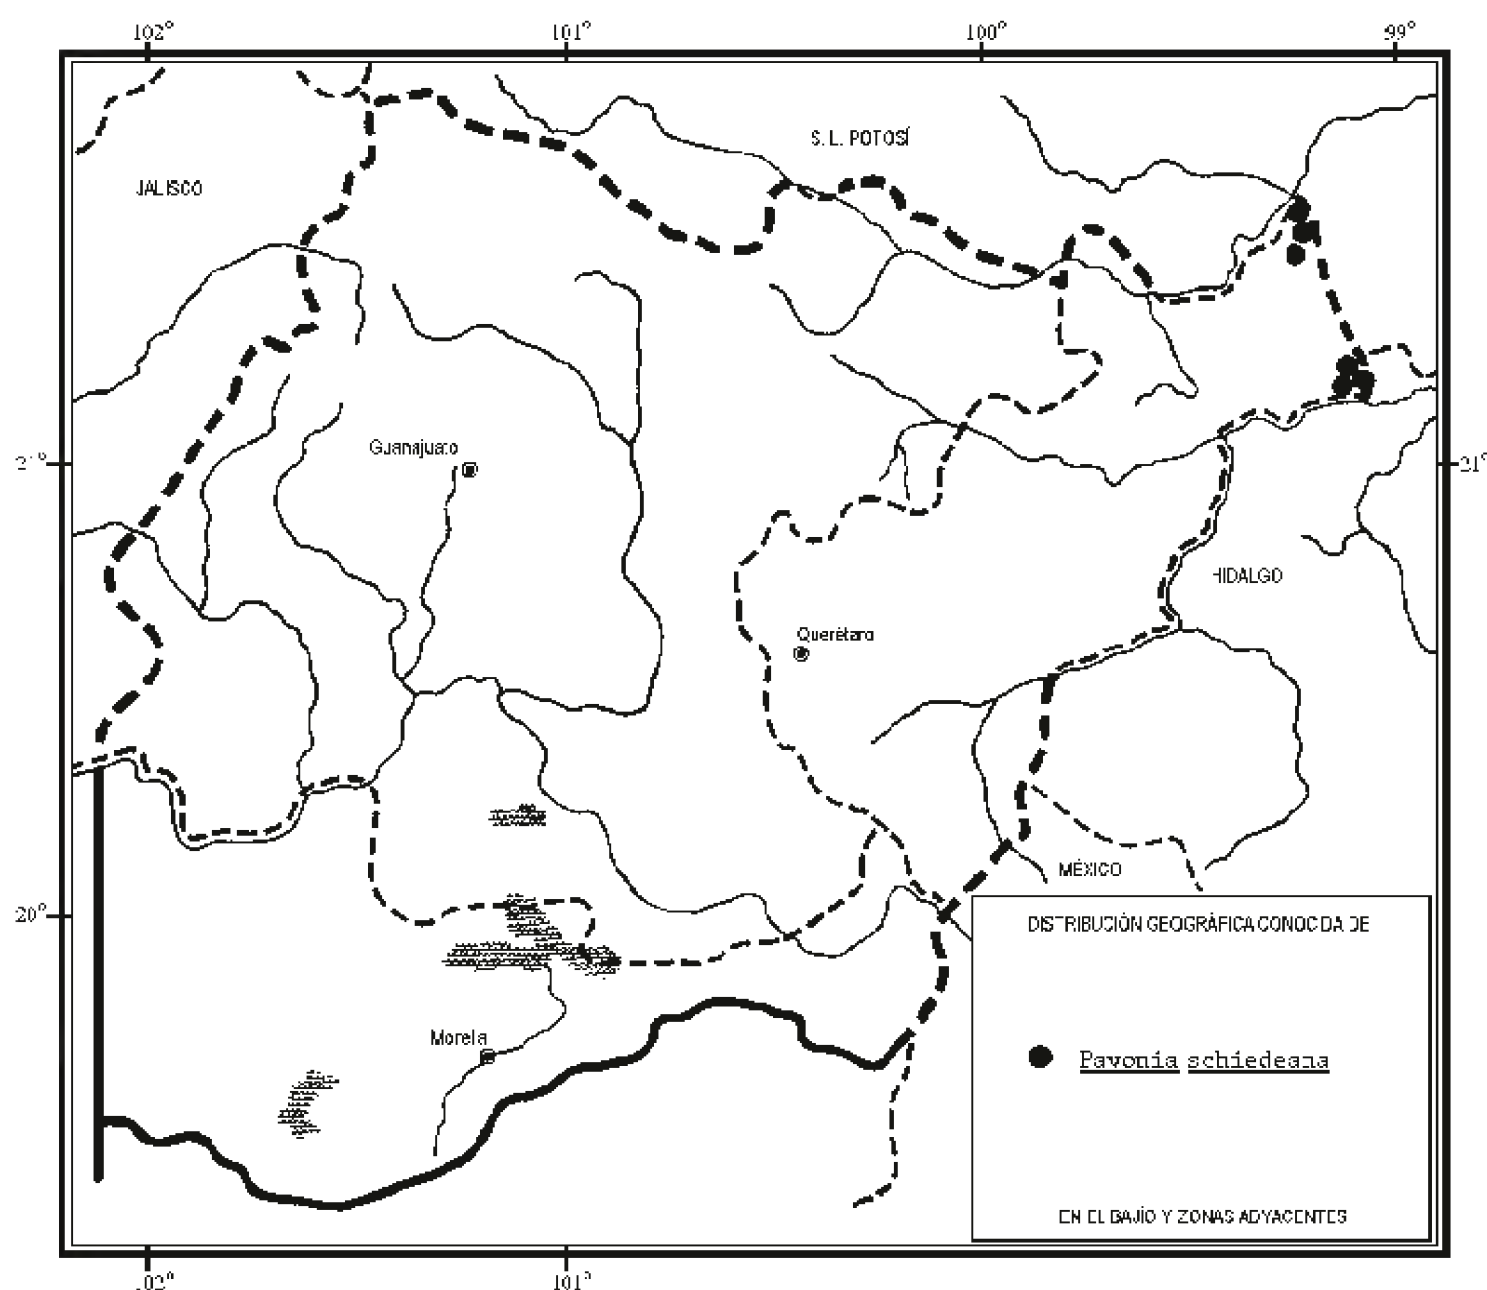 102° 101° 100° 99°
S. L. POTOSÍ
JALISCO
Guanajuato
21° 21°
HIDALGO
Querétaro
MÉXICO
20°
DISTRIBUCIÓN GEOGRÁFICA CONOCIDA DE
Morelia
Pavonia schiedeana
EN EL BAJÍO Y ZONAS ADYACENTES
102° 101°